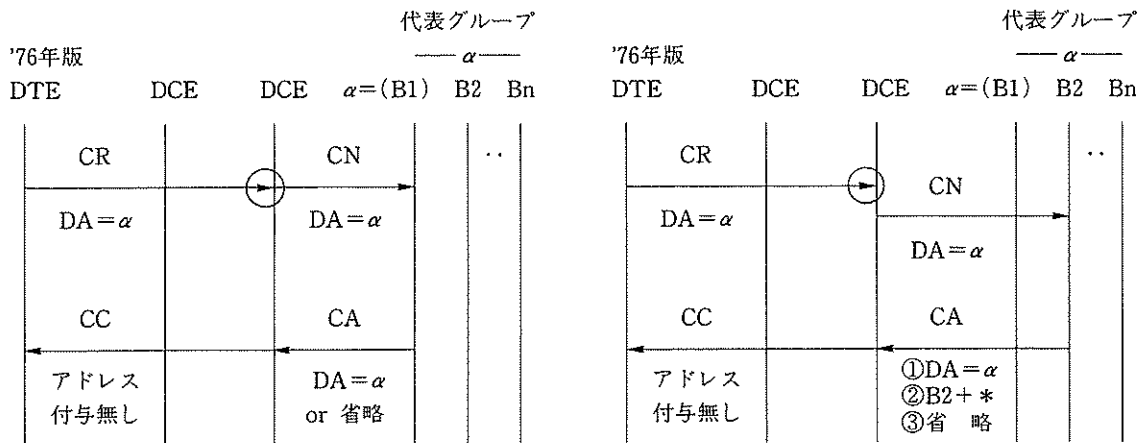 代表グループ
'76年版 ── α ──
DTE DCE DCE α=(B1) B2 Bn
CR CN ‥
DA=α DA=α
CC CA
アドレス DA=α
付与無し or 省略
代表グループ
'76年版 ── α ──
DTE DCE DCE α=(B1) B2 Bn
CR ‥
CN
DA=α
DA=α
CC CA
アドレス ①DA=α
付与無し ②B2+*
③省 略